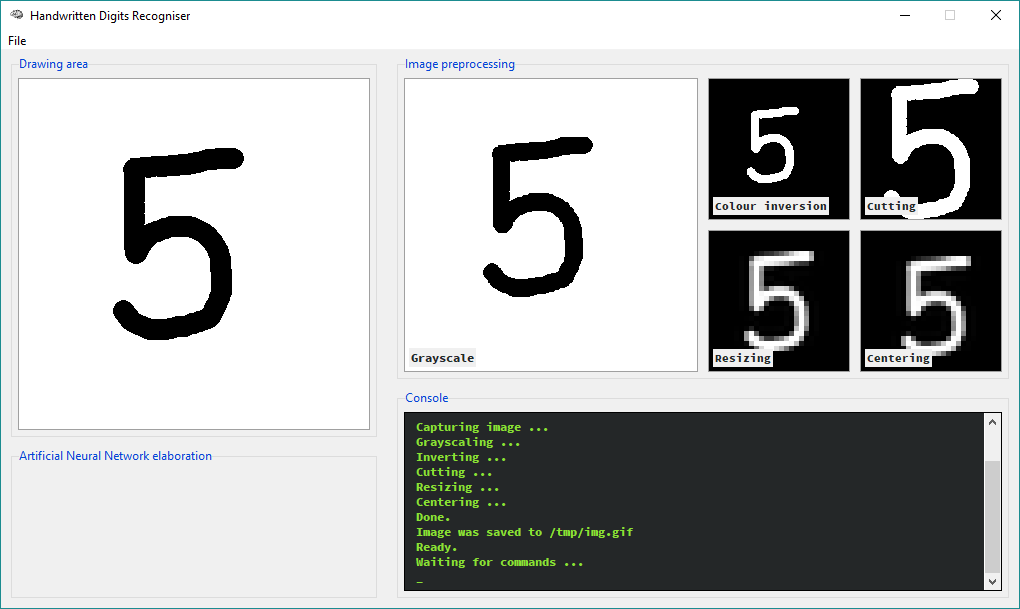 Handwritten Digits Recogniser
File
Drawing area
5
Image preprocessing
5
Grayscale
5
Colour inversion
5
Cutting
5
Resizing
5
Centering
Artificial Neural Network elaboration
Console
Capturing image ...
Grayscaling ...
Inverting ...
Cutting ...
Resizing ...
Centering ...
Done.
Image was saved to /tmp/img.gif
Ready.
Waiting for commands ...
_